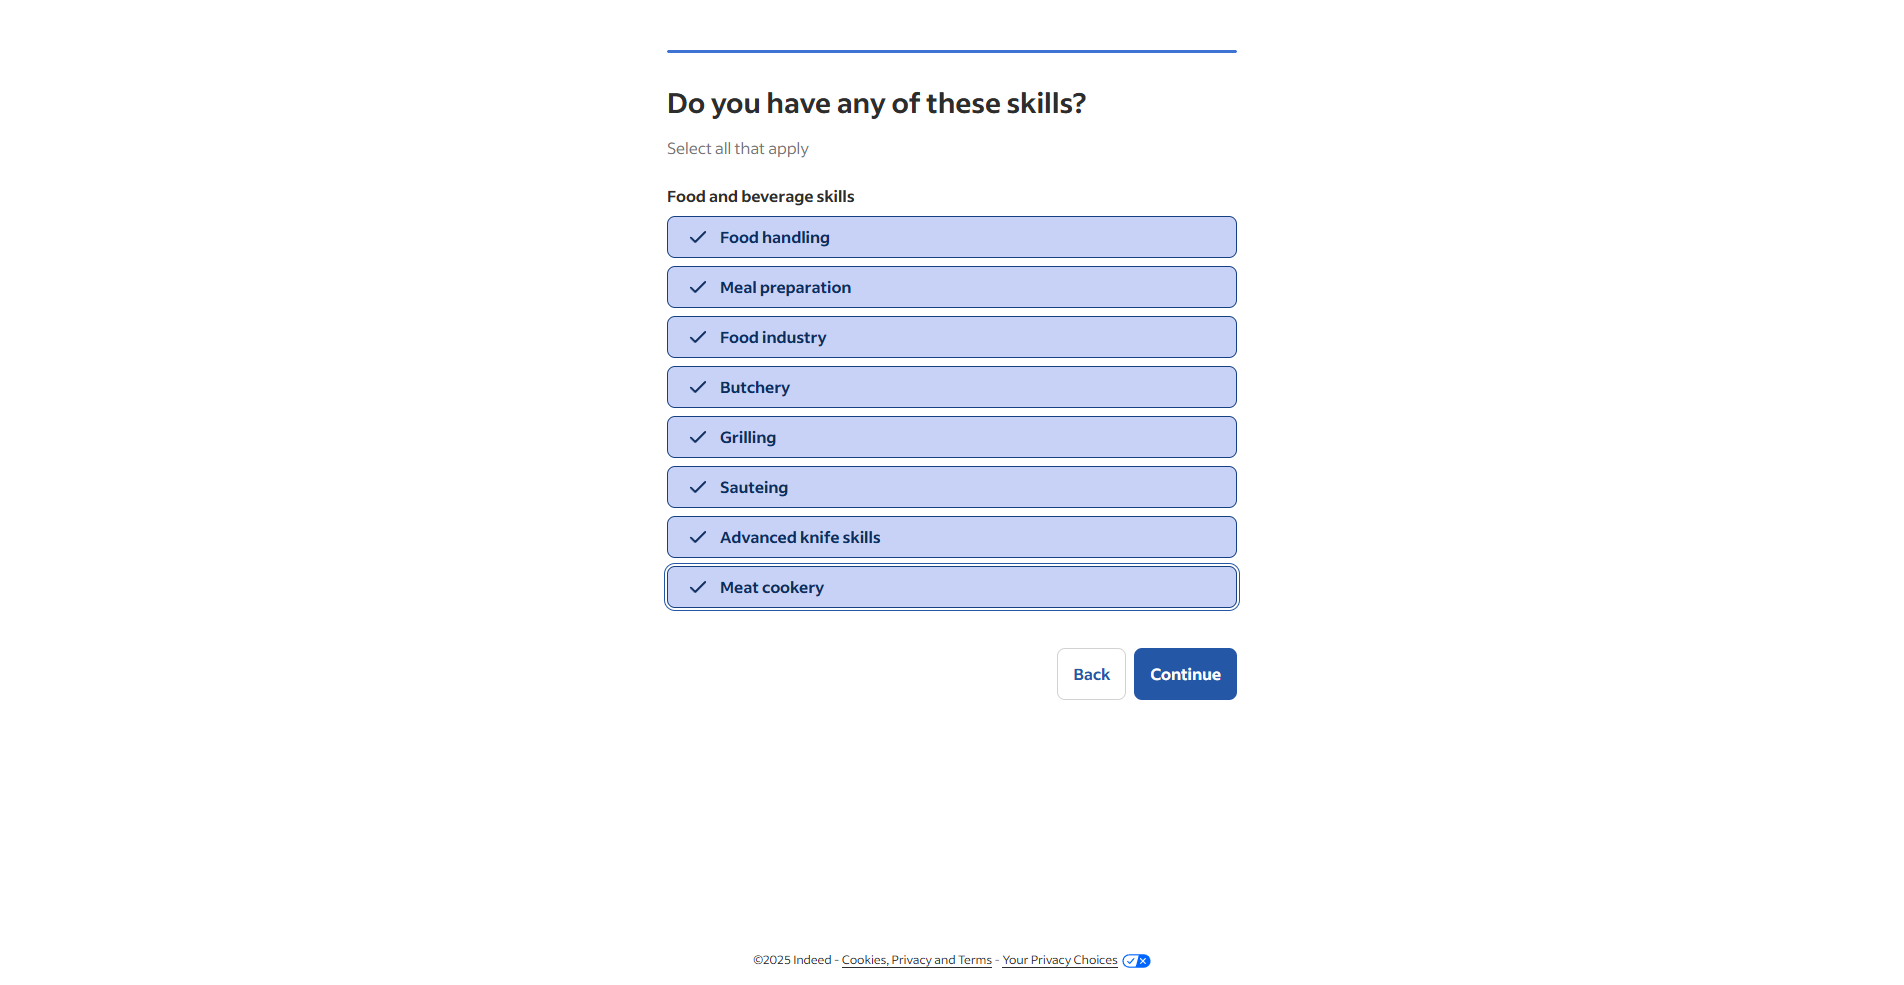 Do you have any of these skills?
Select all that apply
Food and beverage skills
Food handling
Meal preparation
Food industry
Butchery
Grilling
Sauteing
Advanced knife skills
Meat cookery
Back Continue
©2025 Indeed - Cookies, Privacy and Terms - Your Privacy Choices